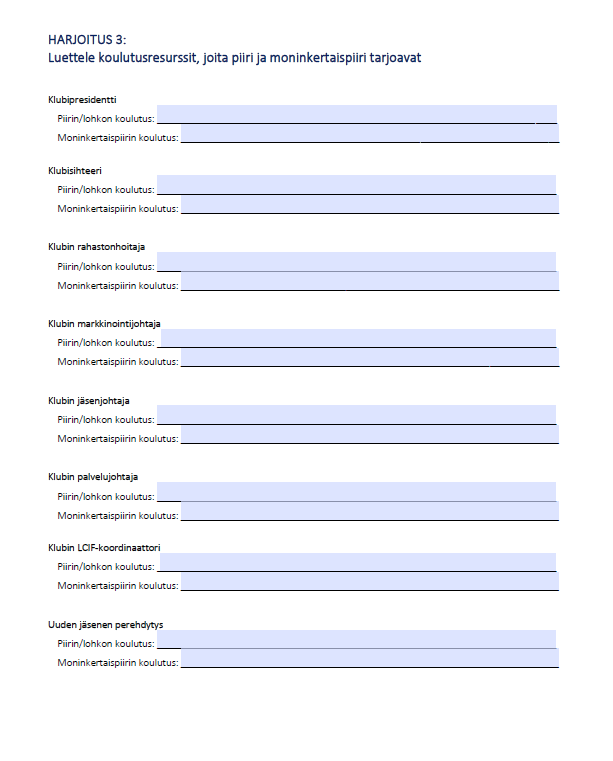 HARJOITUS 3:
Luettele koulutusresurssit, joita piiri ja moninkertaispiiri tarjoavat
Klubipresidentti
Piirin/lohkon koulutus:
Moninkertaispiirin koulutus:
Klubisihteeri
Piirin/lohkon koulutus:
Moninkertaispiirin koulutus:
Klubin rahastonhoitaja
Piirin/lohkon koulutus:
Moninkertaispiirin koulutus:
Klubin markkinointijohtaja
Piirin/lohkon koulutus:
Moninkertaispiirin koulutus:
Klubin jäsenjohtaja
Piirin/lohkon koulutus:
Moninkertaispiirin koulutus:
Klubin palvelujohtaja
Piirin/lohkon koulutus:
Moninkertaispiirin koulutus:
Klubin LCIF-koordinaattori
Piirin/lohkon koulutus:
Moninkertaispiirin koulutus:
Uuden jäsenen perehdytys
Piirin/lohkon koulutus:
Moninkertaispiirin koulutus: